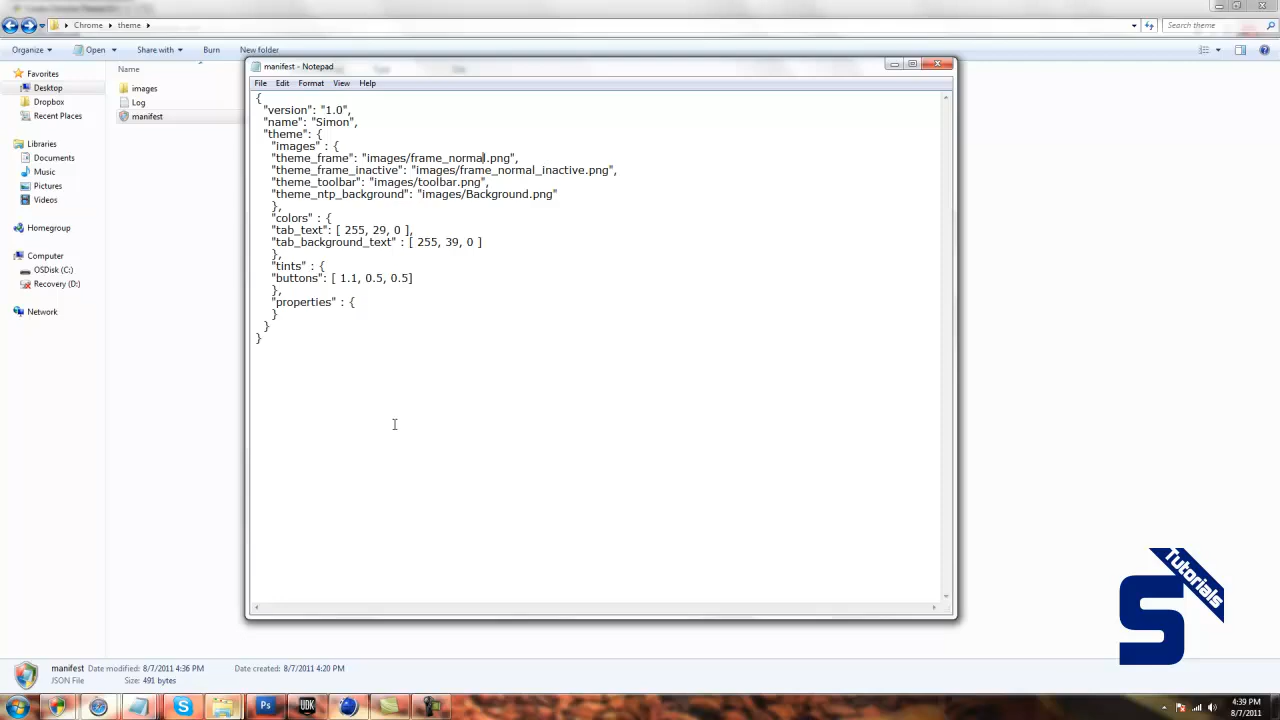 Chrome
theme
Search theme
Organize
Open
Share with
Burn
New folder
Favorites
Desktop
Dropbox
Recent Places
Libraries
Documents
Music
Pictures
Videos
Homegroup
Computer
OSDisk (C:)
Recovery (D:)
Network
Name
images
Log
manifest
manifest - Notepad
File Edit Format View Help
{
"version": "1.0",
"name": "Simon",
"theme": {
"images" : {
"theme_frame": "images/frame_normal.png",
"theme_frame_inactive": "images/frame_normal_inactive.png",
"theme_toolbar": "images/toolbar.png",
"theme_ntp_background": "images/Background.png"
},
"colors" : {
"tab_text": [ 255, 29, 0 ],
"tab_background_text" : [ 255, 39, 0 ]
},
"tints" : {
"buttons": [ 1.1, 0.5, 0.5]
},
"properties" : {
}
}
}
S Tutorials
manifest Date modified: 8/7/2011 4:36 PM Date created: 8/7/2011 4:20 PM
JSON File Size: 491 bytes
Ps
UDK
4:39 PM
8/7/2011